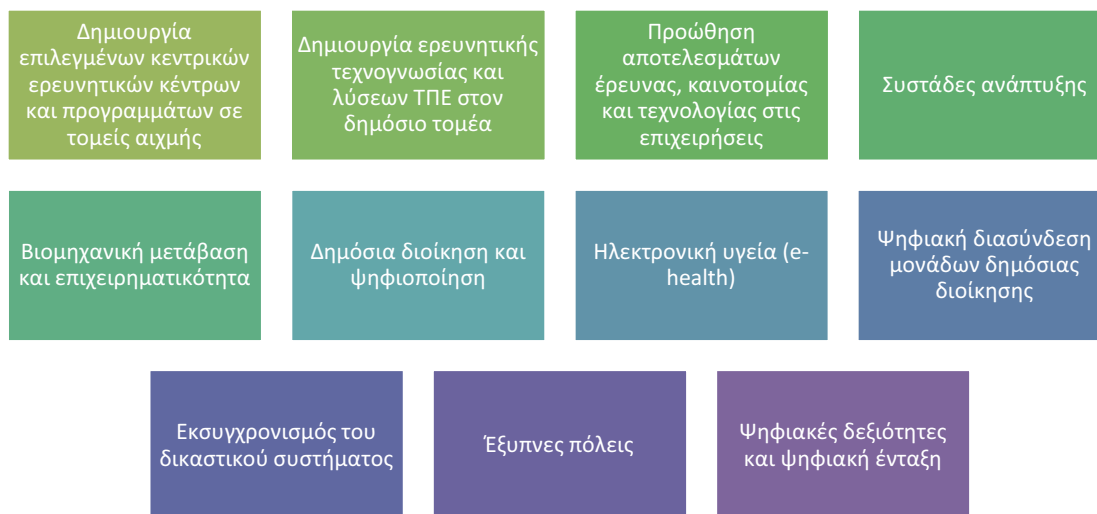 Δημιουργία
επιλεγμένων κεντρικών
ερευνητικών κέντρων
και προγραμμάτων σε
τομείς αιχμής
Δημιουργία ερευνητικής
τεχνογνωσίας και
λύσεων ΤΠΕ στον
δημόσιο τομέα
Προώθηση
αποτελεσμάτων
έρευνας, καινοτομίας
και τεχνολογίας στις
επιχειρήσεις
Συστάδες ανάπτυξης
Βιομηχανική μετάβαση
και επιχειρηματικότητα
Δημόσια διοίκηση και
ψηφιοποίηση
Ηλεκτρονική υγεία (e-
health)
Ψηφιακή διασύνδεση
μονάδων δημόσιας
διοίκησης
Εκσυγχρονισμός του
δικαστικού συστήματος
Έξυπνες πόλεις
Ψηφιακές δεξιότητες
και ψηφιακή ένταξη